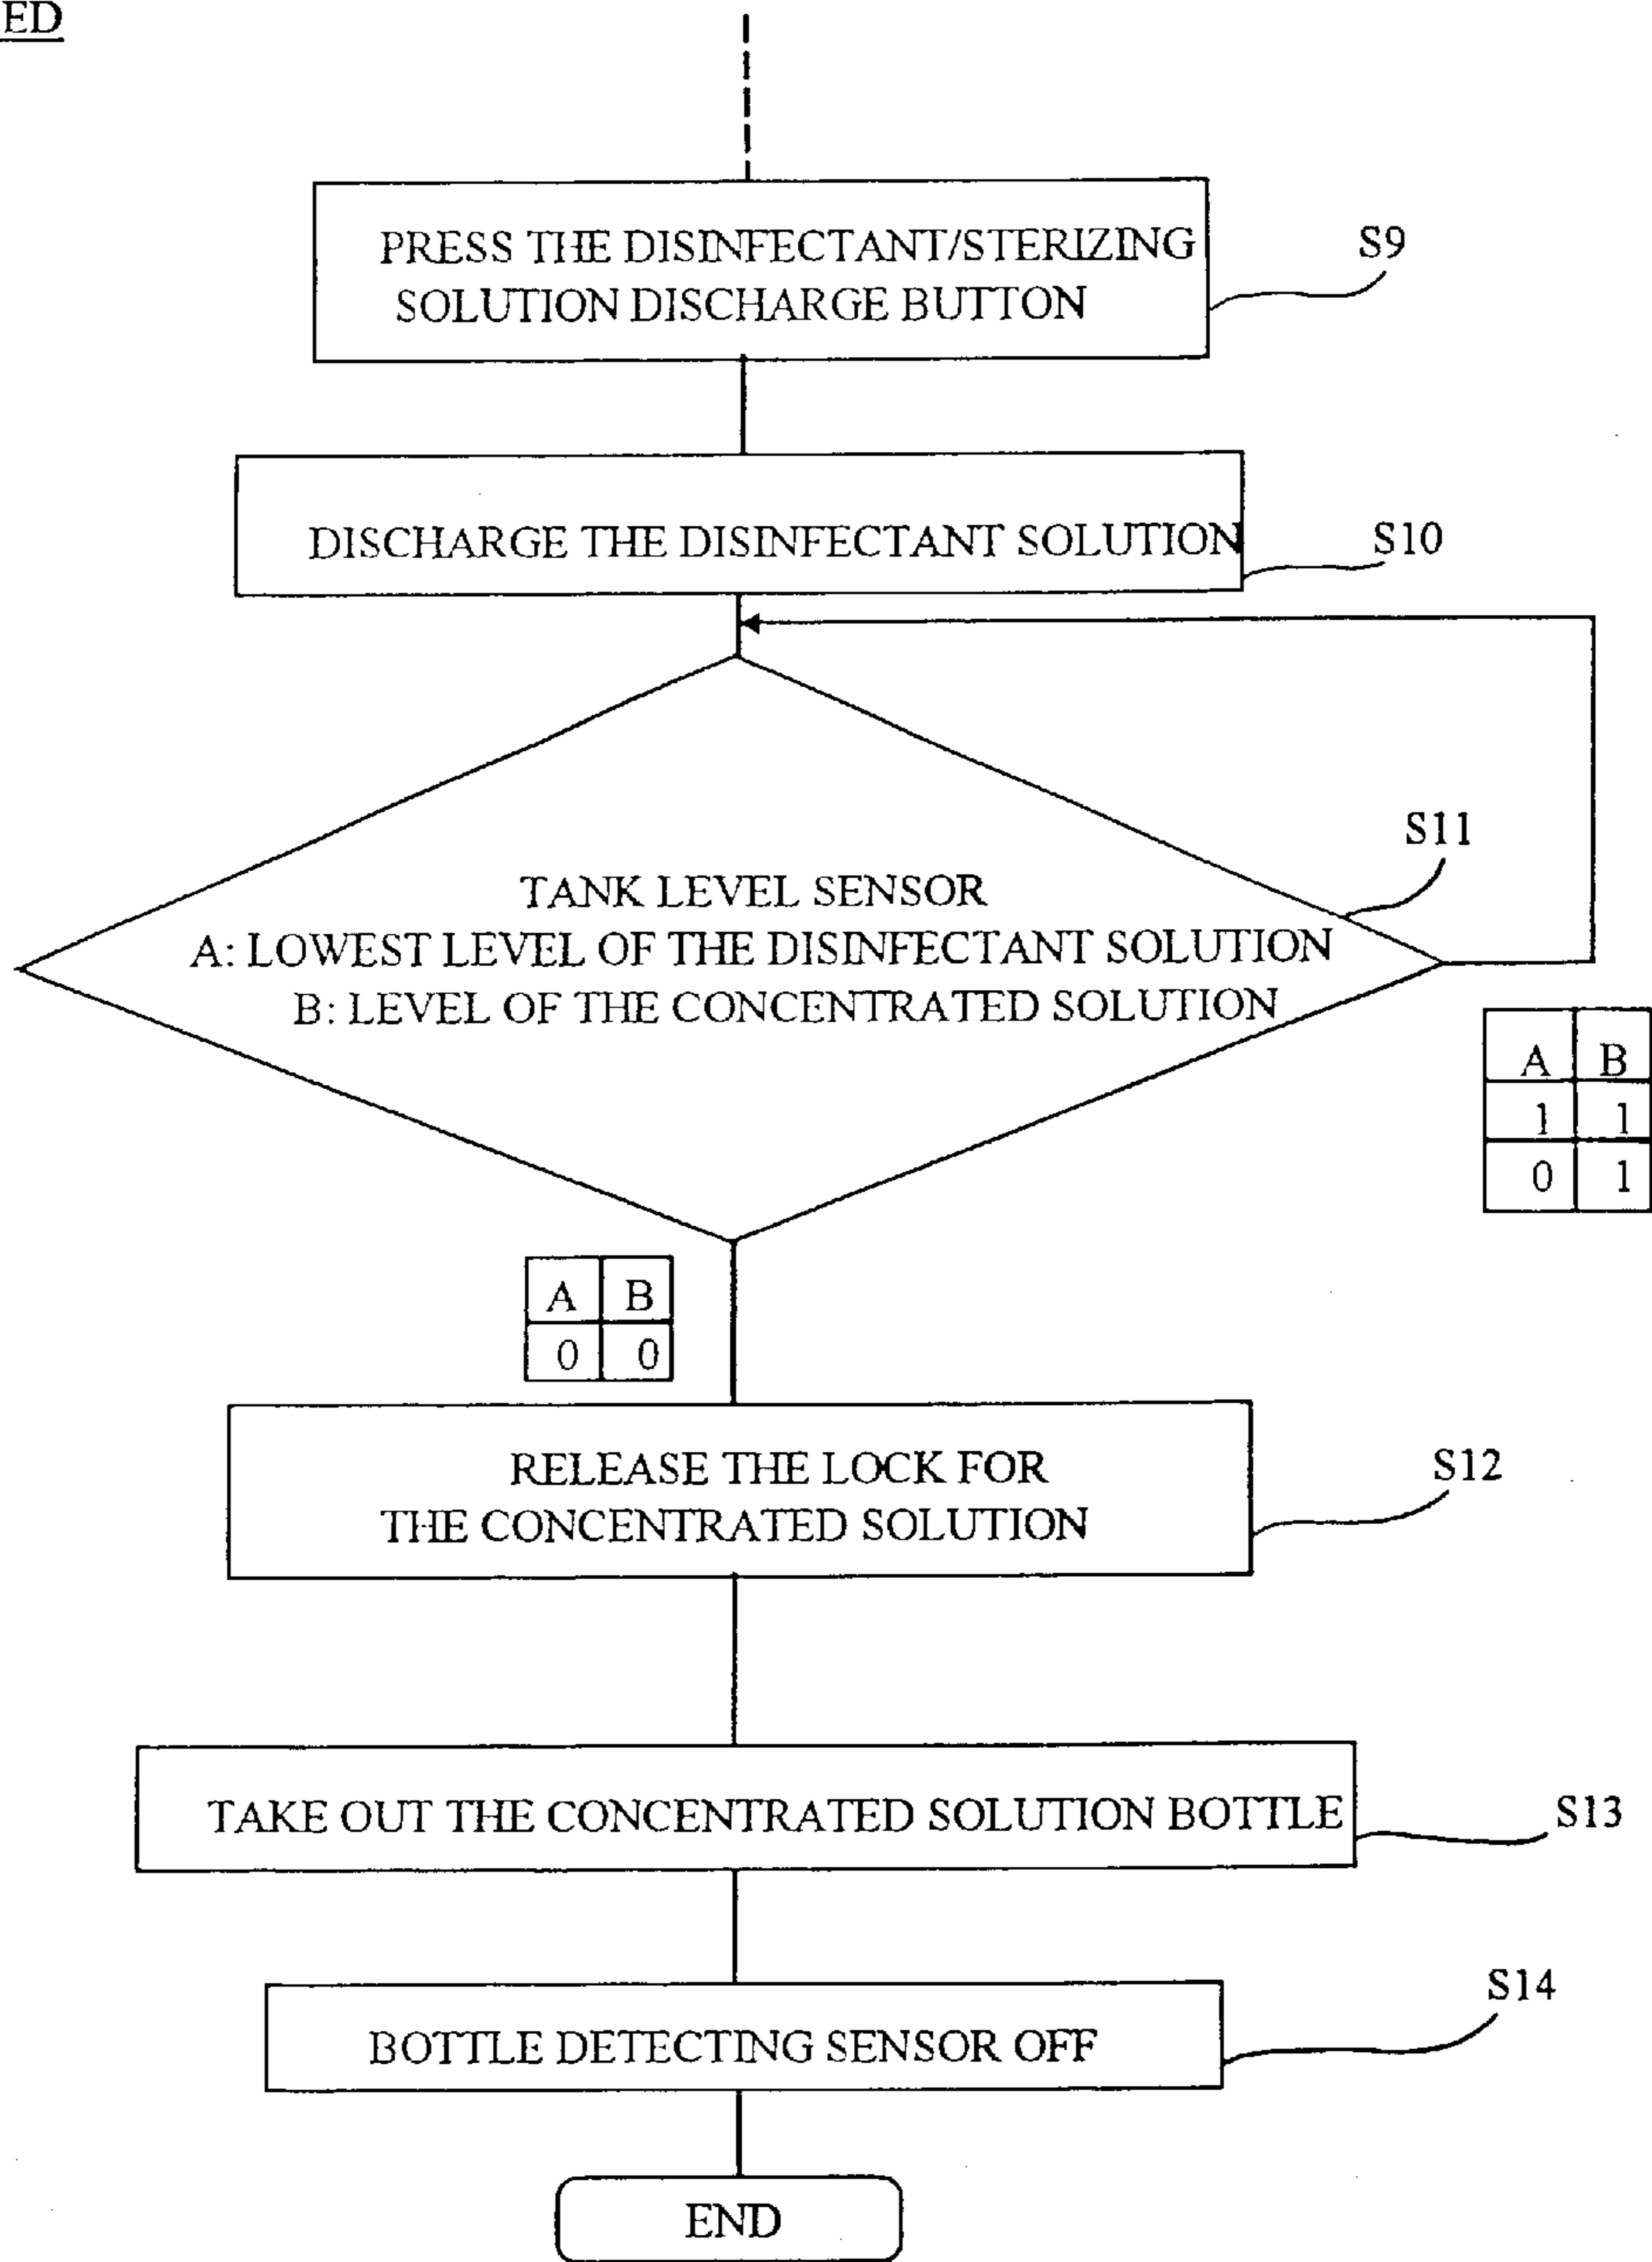 ED
PRESS THE DISINFECTANT/STERIZING
SOLUTION DISCHARGE BUTTON
S9
DISCHARGE THE DISINFECTANT SOLUTION
S10
S11
TANK LEVEL SENSOR
A: LOWEST LEVEL OF THE DISINFECTANT SOLUTION
B: LEVEL OF THE CONCENTRATED SOLUTION
A B
1 1
0 1
A B
0 0
RELEASE THE LOCK FOR
THE CONCENTRATED SOLUTION
S12
TAKE OUT THE CONCENTRATED SOLUTION BOTTLE
S13
BOTTLE DETECTING SENSOR OFF
S14
END